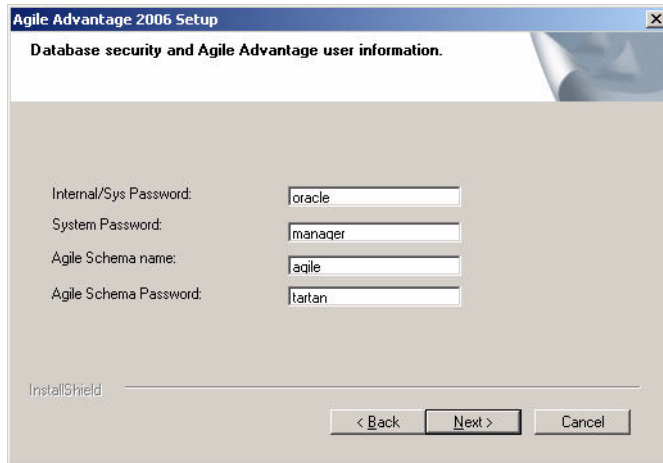 Agile Advantage 2006 Setup
Database security and Agile Advantage user information.
Internal/Sys Password: oracle
System Password: manager
Agile Schema name: agile
Agile Schema Password: tartan
InstallShield
< Back Next > Cancel